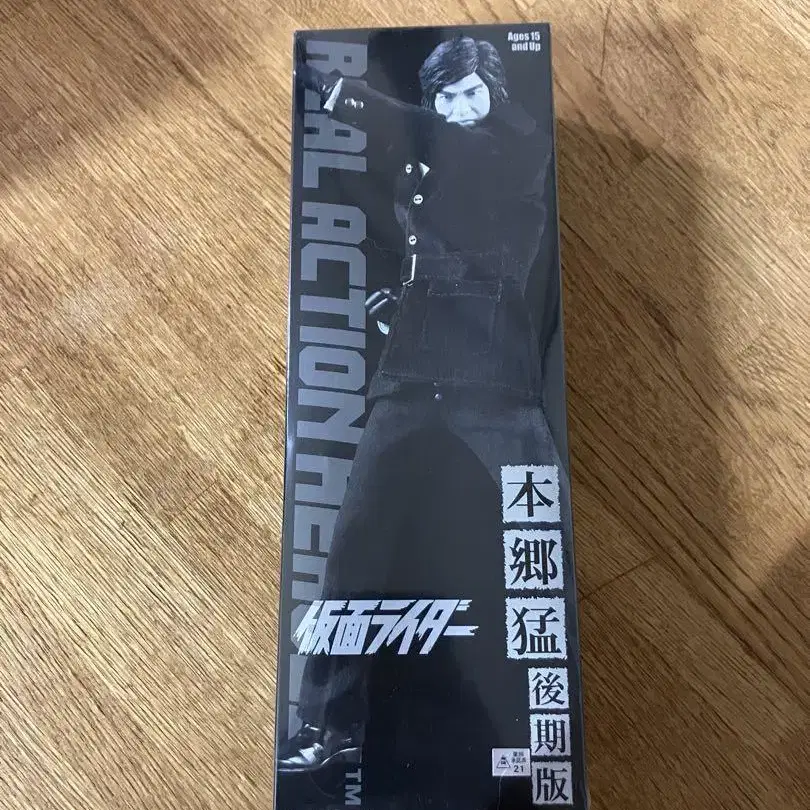 Ages 15
and Up
REAL ACTION HEROES
仮面ライダー
本郷猛
後期版
21
TM